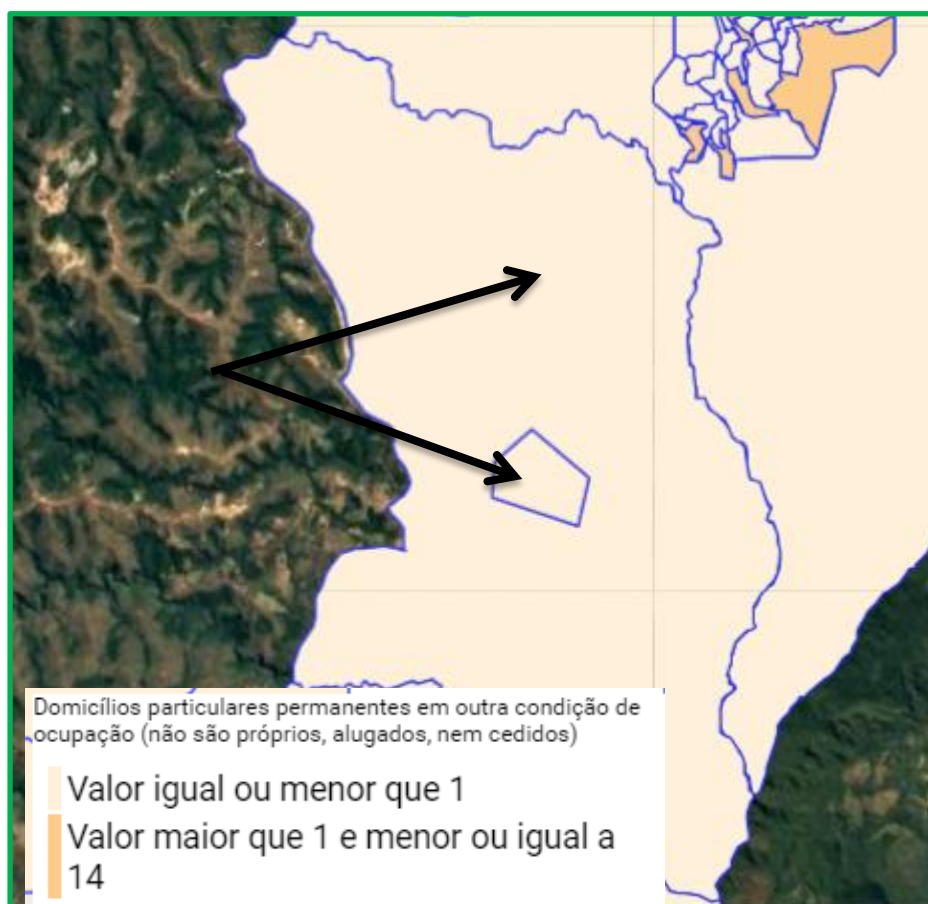 Domicílios particulares permanentes em outra condição de
ocupação (não são próprios, alugados, nem cedidos)
Valor igual ou menor que 1
Valor maior que 1 e menor ou igual a
14